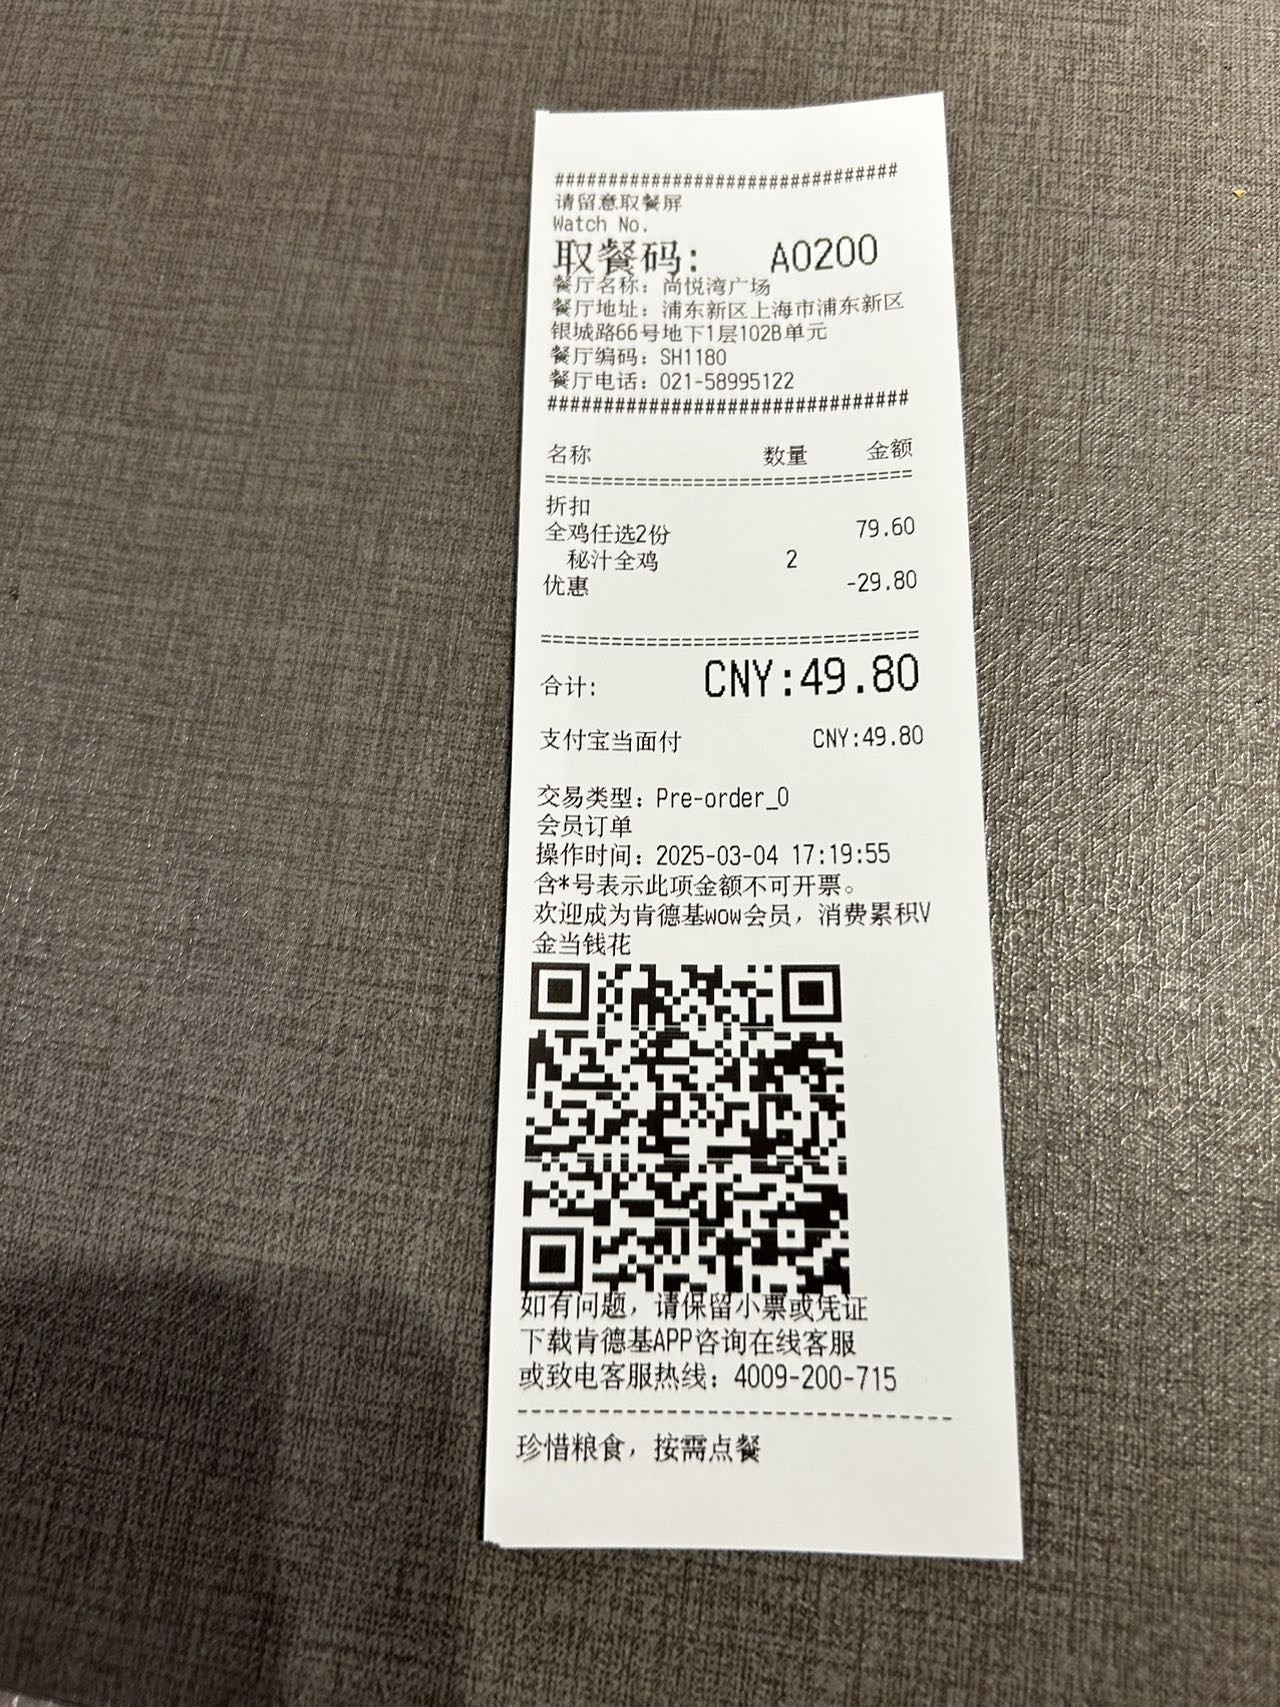 ################################
请留意取餐屏
Watch No.
取餐码： A0200
餐厅名称：尚悦湾广场
餐厅地址：浦东新区上海市浦东新区
银城路66号地下1层102B单元
餐厅编码：SH1180
餐厅电话：021-58995122
################################
名称 数量 金额
================================
折扣
全鸡任选2份 79.60
秘汁全鸡 2
优惠 -29.80
================================
合计： CNY:49.80
支付宝当面付 CNY:49.80
交易类型：Pre-order_0
会员订单
操作时间：2025-03-04 17:19:55
含*号表示此项金额不可开票。
欢迎成为肯德基wow会员，消费累积V
金当钱花
如有问题，请保留小票或凭证
下载肯德基APP咨询在线客服
或致电客服热线：4009-200-715
--------------------------------
珍惜粮食，按需点餐